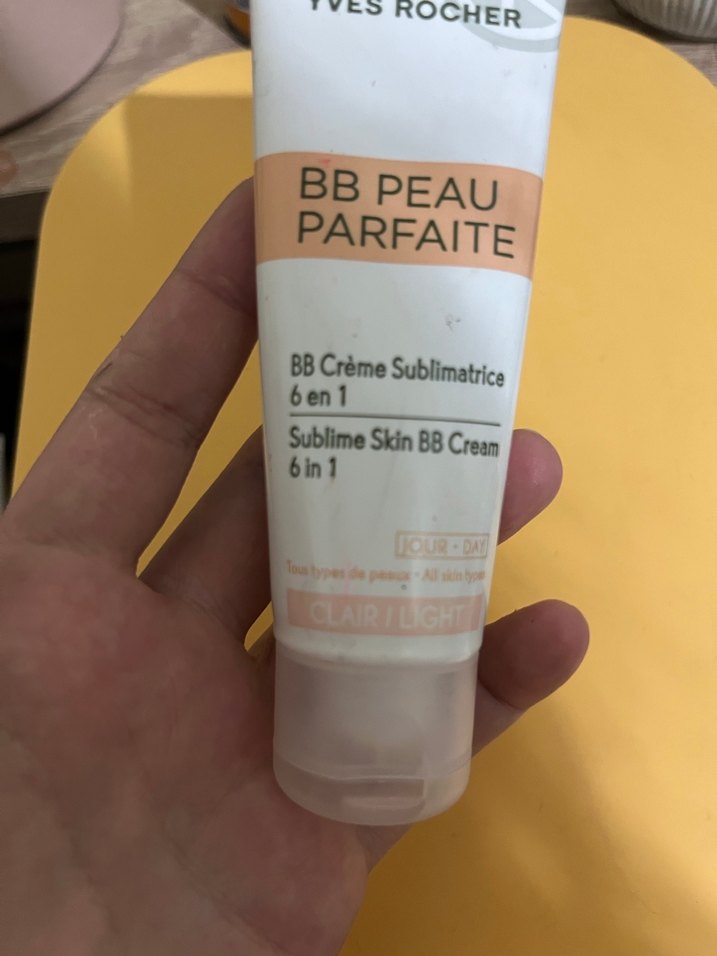 YVES ROCHER
BB PEAU
PARFAITE
BB Crème Sublimatrice
6 en 1
Sublime Skin BB Cream
6 in 1
JOUR • DAY
Tous types de peaux • All skin types
CLAIR / LIGHT